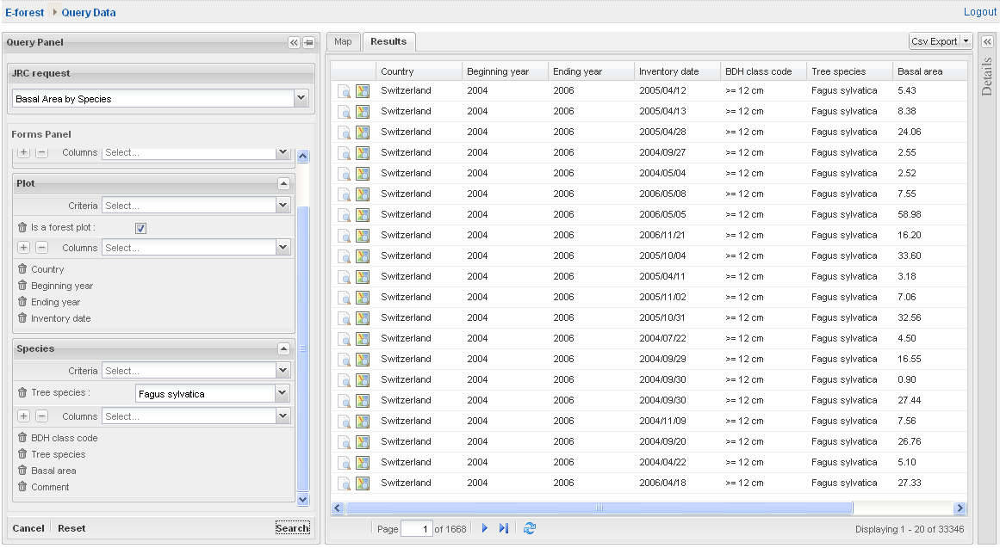 E-forest Query Data
Logout
Query Panel
JRC request
Basal Area by Species
Forms Panel
Columns Select...
Plot
Criteria Select...
Is a forest plot :
Columns Select...
Country
Beginning year
Ending year
Inventory date
Species
Criteria Select...
Tree species : Fagus sylvatica
Columns Select...
BDH class code
Tree species
Basal area
Comment
Cancel Reset Search
Map Results Csv Export
Details
Country Beginning year Ending year Inventory date BDH class code Tree species Basal area
Switzerland 2004 2006 2005/04/12 >= 12 cm Fagus sylvatica 5.43
Switzerland 2004 2006 2005/04/13 >= 12 cm Fagus sylvatica 8.38
Switzerland 2004 2006 2005/04/28 >= 12 cm Fagus sylvatica 24.06
Switzerland 2004 2006 2004/09/27 >= 12 cm Fagus sylvatica 2.55
Switzerland 2004 2006 2004/05/04 >= 12 cm Fagus sylvatica 2.52
Switzerland 2004 2006 2006/05/08 >= 12 cm Fagus sylvatica 7.55
Switzerland 2004 2006 2006/05/05 >= 12 cm Fagus sylvatica 58.98
Switzerland 2004 2006 2006/11/21 >= 12 cm Fagus sylvatica 16.20
Switzerland 2004 2006 2005/10/04 >= 12 cm Fagus sylvatica 33.60
Switzerland 2004 2006 2005/04/11 >= 12 cm Fagus sylvatica 3.18
Switzerland 2004 2006 2005/11/02 >= 12 cm Fagus sylvatica 7.06
Switzerland 2004 2006 2005/10/31 >= 12 cm Fagus sylvatica 32.56
Switzerland 2004 2006 2004/07/22 >= 12 cm Fagus sylvatica 4.50
Switzerland 2004 2006 2004/09/29 >= 12 cm Fagus sylvatica 16.55
Switzerland 2004 2006 2004/09/30 >= 12 cm Fagus sylvatica 0.90
Switzerland 2004 2006 2004/09/30 >= 12 cm Fagus sylvatica 27.44
Switzerland 2004 2006 2004/11/09 >= 12 cm Fagus sylvatica 7.56
Switzerland 2004 2006 2004/09/20 >= 12 cm Fagus sylvatica 26.76
Switzerland 2004 2006 2004/04/22 >= 12 cm Fagus sylvatica 5.10
Switzerland 2004 2006 2006/04/18 >= 12 cm Fagus sylvatica 27.33
Page 1 of 1668 Displaying 1 - 20 of 33346